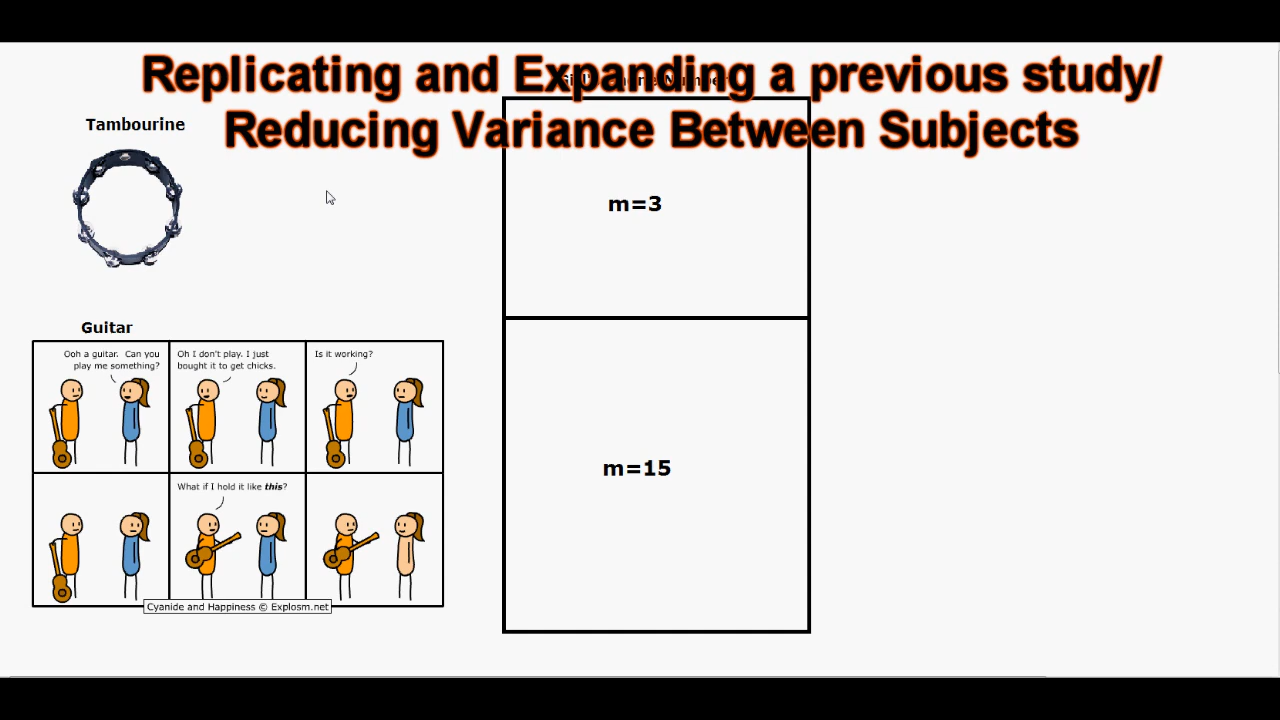 Replicating and Expanding a previous study/
Reducing Variance Between Subjects
Tambourine
m=3
Guitar
Ooh a guitar. Can you
play me something?
Oh I don't play. I just
bought it to get chicks.
Is it working?
m=15
What if I hold it like this?
Cyanide and Happiness © Explosm.net